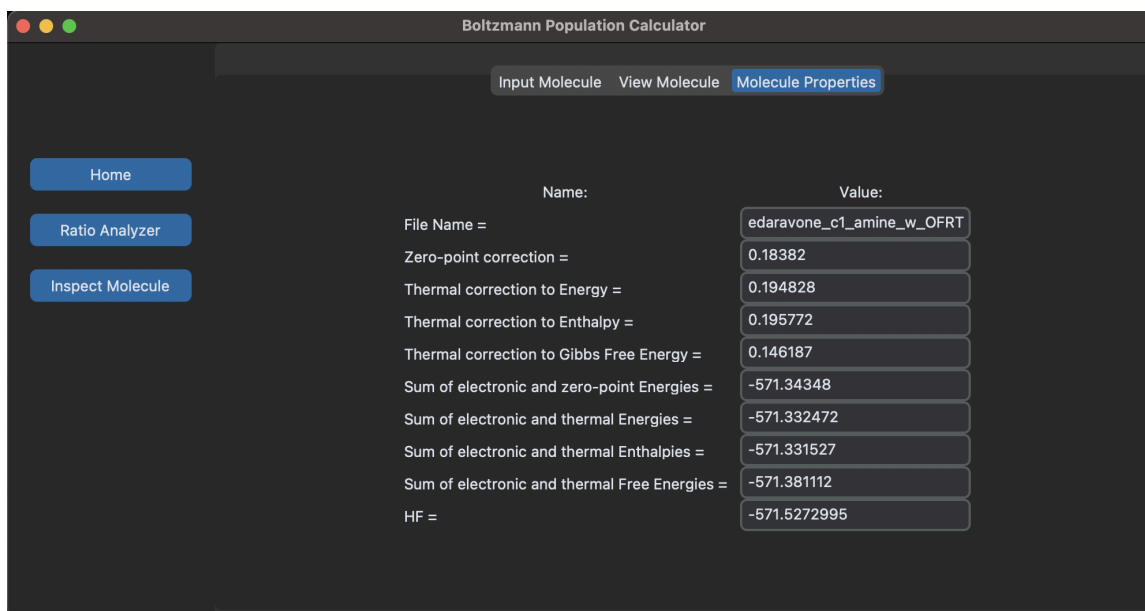 Boltzmann Population Calculator
Input Molecule View Molecule Molecule Properties
Home
Ratio Analyzer
Inspect Molecule
Name: Value:
File Name = edaravone_c1_amine_w_OFRT
Zero-point correction = 0.18382
Thermal correction to Energy = 0.194828
Thermal correction to Enthalpy = 0.195772
Thermal correction to Gibbs Free Energy = 0.146187
Sum of electronic and zero-point Energies = -571.34348
Sum of electronic and thermal Energies = -571.332472
Sum of electronic and thermal Enthalpies = -571.331527
Sum of electronic and thermal Free Energies = -571.381112
HF = -571.5272995